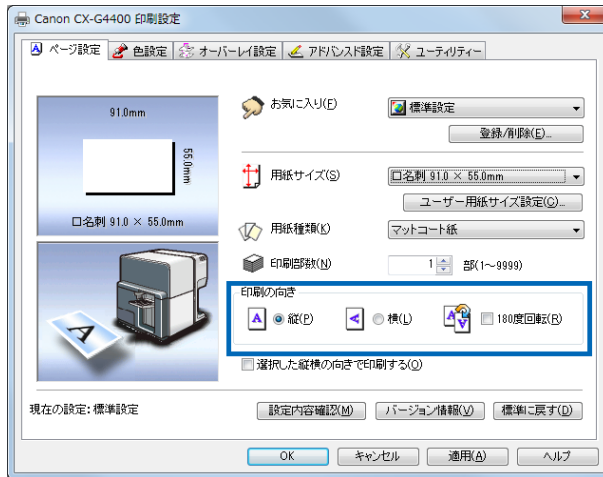 Canon CX-G4400 印刷設定
ページ設定 色設定 オーバーレイ設定 アドバンスド設定 ユーティリティー
91.0mm
55.0mm
口名刺 91.0 × 55.0mm
お気に入り(F) 標準設定
登録/削除(E)...
用紙サイズ(S) 口名刺 91.0 × 55.0mm
ユーザー用紙サイズ設定(C)...
用紙種類(K) マットコート紙
印刷部数(N) 1 部(1~9999)
印刷の向き
A 縦(P) A 横(L) A A 180度回転(R)
選択した縦横の向きで印刷する(O)
A
現在の設定: 標準設定 設定内容確認(M) バージョン情報(V) 標準に戻す(D)
OK キャンセル 適用(A) ヘルプ